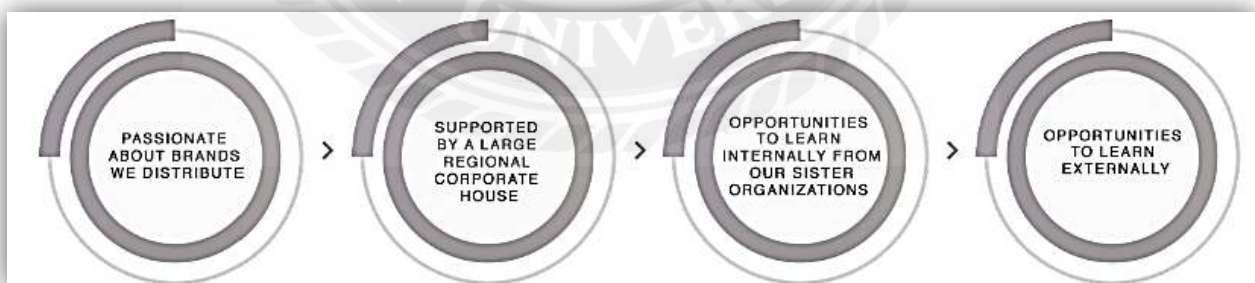 PASSIONATE
ABOUT BRANDS
WE DISTRIBUTE
>
SUPPORTED
BY A LARGE
REGIONAL
CORPORATE
HOUSE
>
OPPORTUNITIES
TO LEARN
INTERNALLY FROM
OUR SISTER
ORGANIZATIONS
>
OPPORTUNITIES
TO LEARN
EXTERNALLY